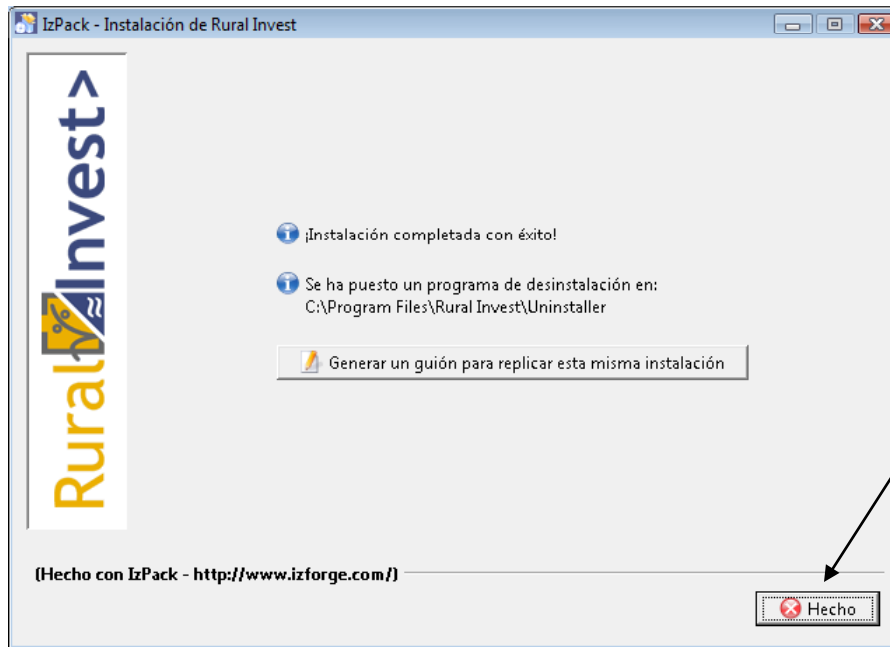 IzPack - Instalación de Rural Invest
RuralInvest>
¡Instalación completada con éxito!
Se ha puesto un programa de desinstalación en:
C:\Program Files\Rural Invest\Uninstaller
Generar un guión para replicar esta misma instalación
(Hecho con IzPack - http://www.izforge.com/)
Hecho